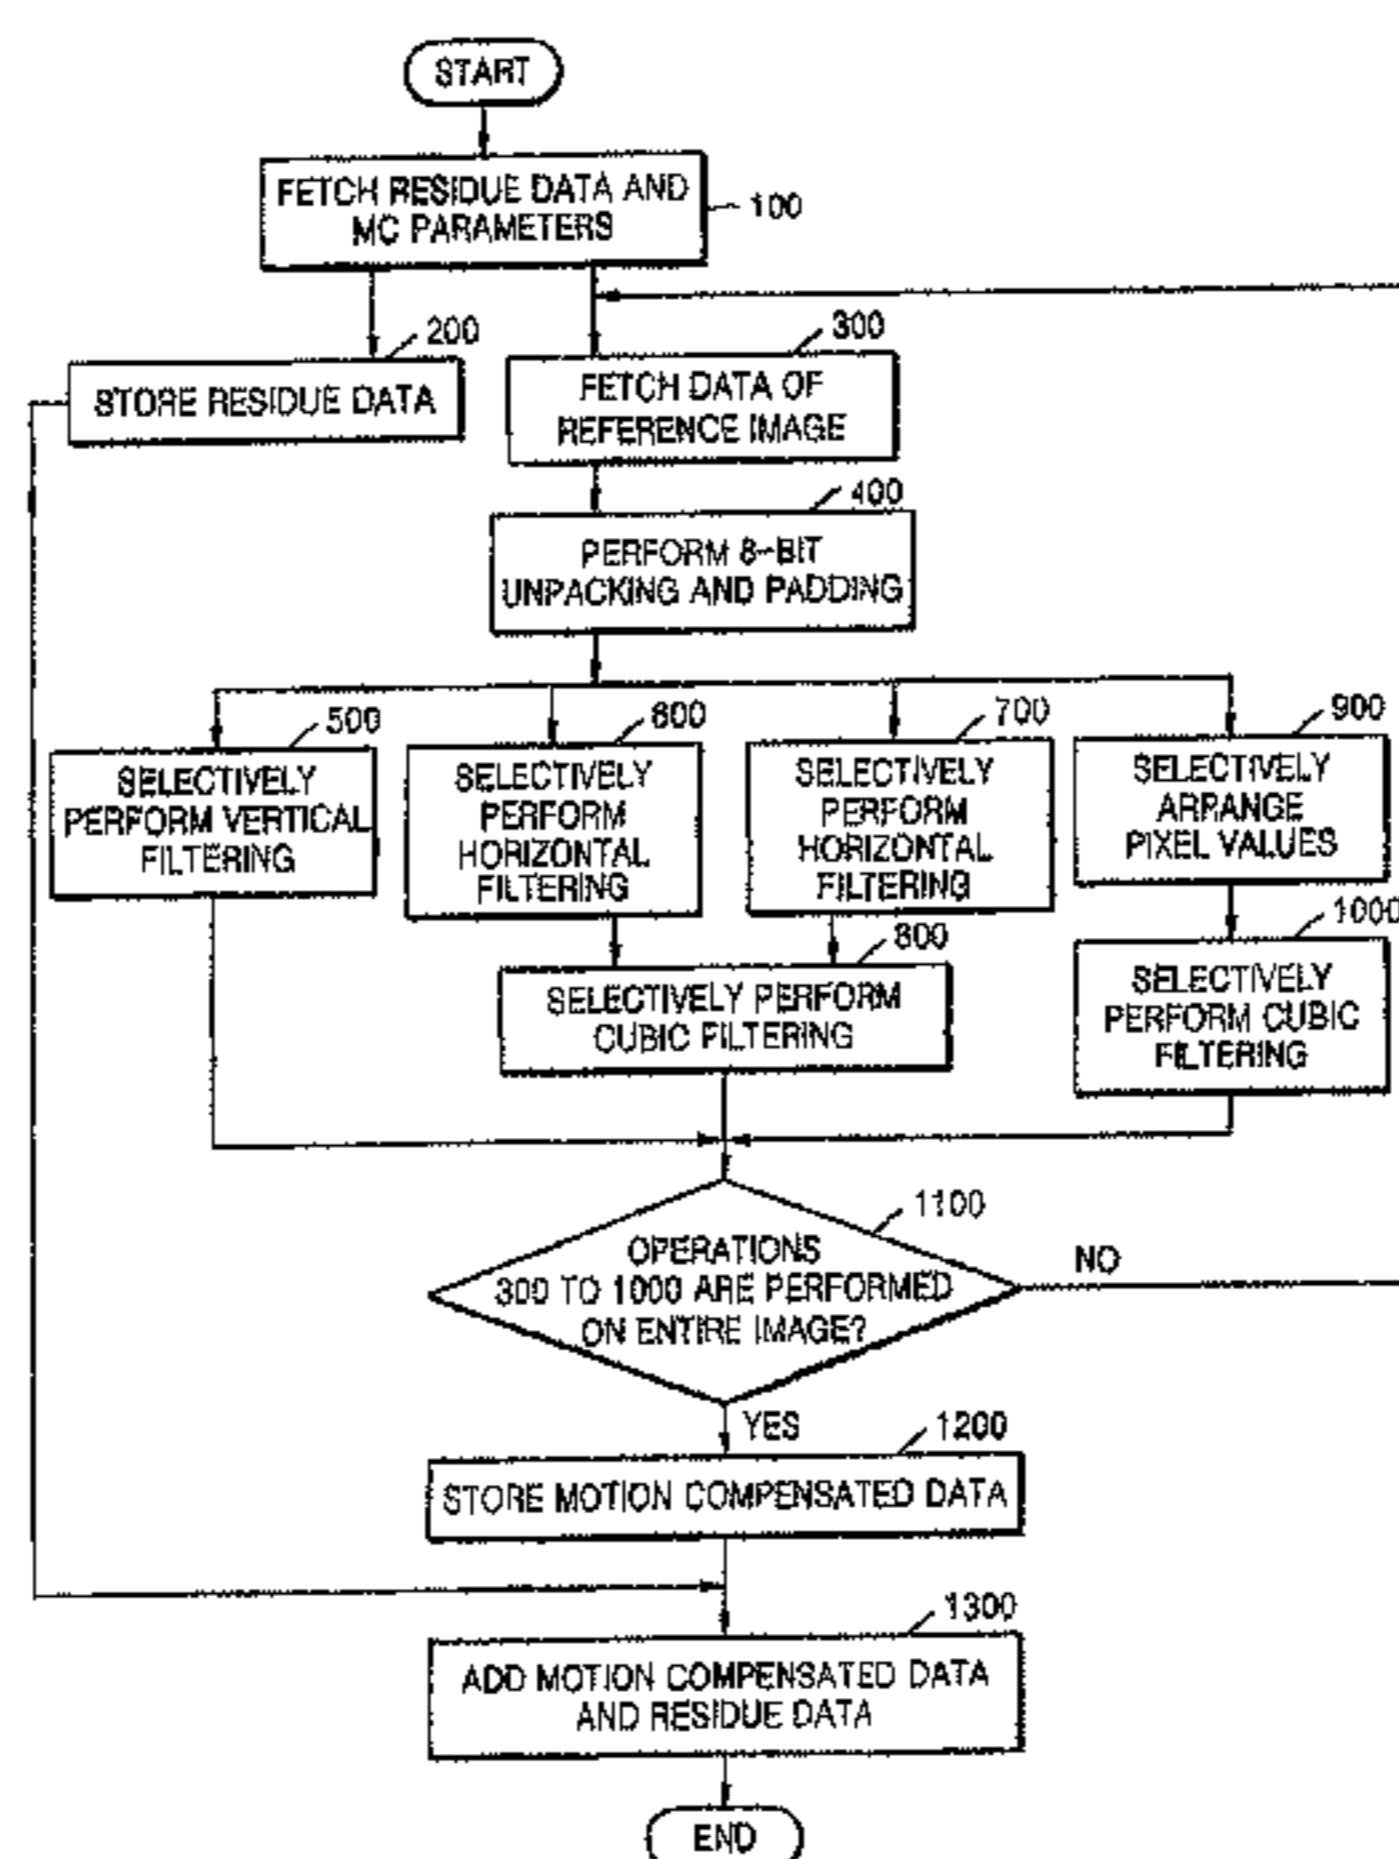 START
FETCH RESIDUE DATA AND
MC PARAMETERS
100
200
STORE RESIDUE DATA
300
FETCH DATA OF
REFERENCE IMAGE
400
PERFORM 8-BIT
UNPACKING AND PADDING
500
SELECTIVELY
PERFORM VERTICAL
FILTERING
600
SELECTIVELY
PERFORM
HORIZONTAL
FILTERING
700
SELECTIVELY
PERFORM
HORIZONTAL
FILTERING
900
SELECTIVELY
ARRANGE
PIXEL VALUES
800
SELECTIVELY PERFORM
CUBIC FILTERING
1000
SELECTIVELY
PERFORM CUBIC
FILTERING
1100
OPERATIONS
300 TO 1000 ARE PERFORMED
ON ENTIRE IMAGE?
NO
YES
1200
STORE MOTION COMPENSATED DATA
1300
ADD MOTION COMPENSATED DATA
AND RESIDUE DATA
END